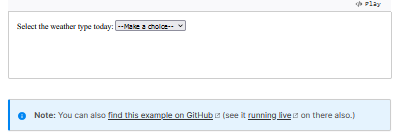 Play
Select the weather type today: --Make a choice--
Note: You can also find this example on GitHub (see it running live on there also.)